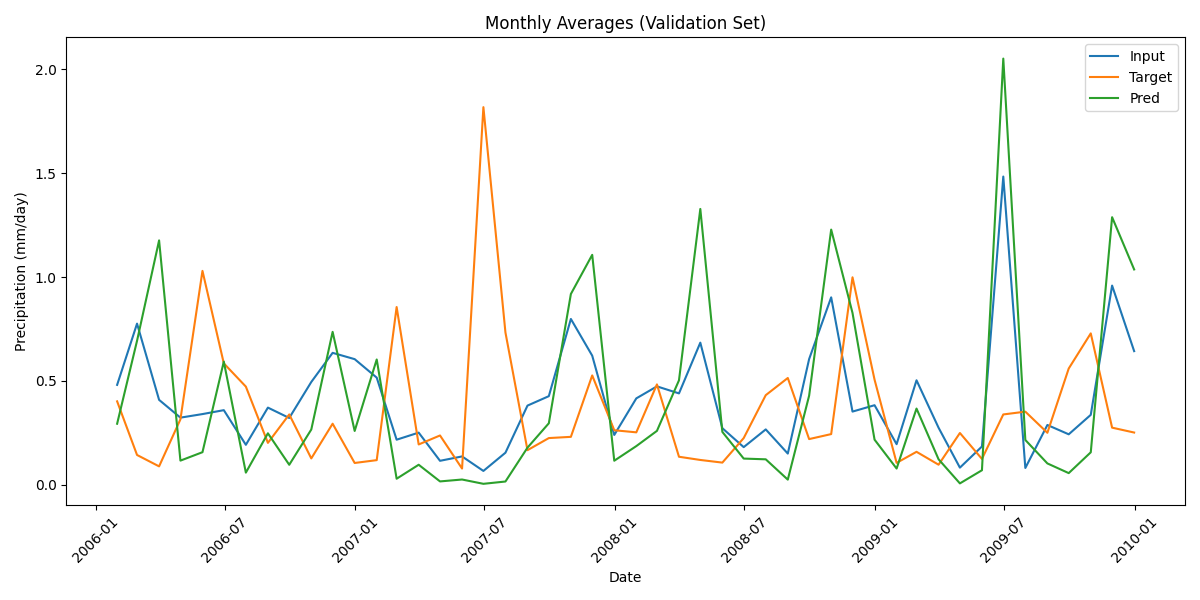 Monthly Averages (Validation Set)
Input
Target
Pred
Precipitation (mm/day)
2.0
1.5
1.0
0.5
0.0
2006-01
2006-07
2007-01
2007-07
2008-01
2008-07
2009-01
2009-07
2010-01
Date